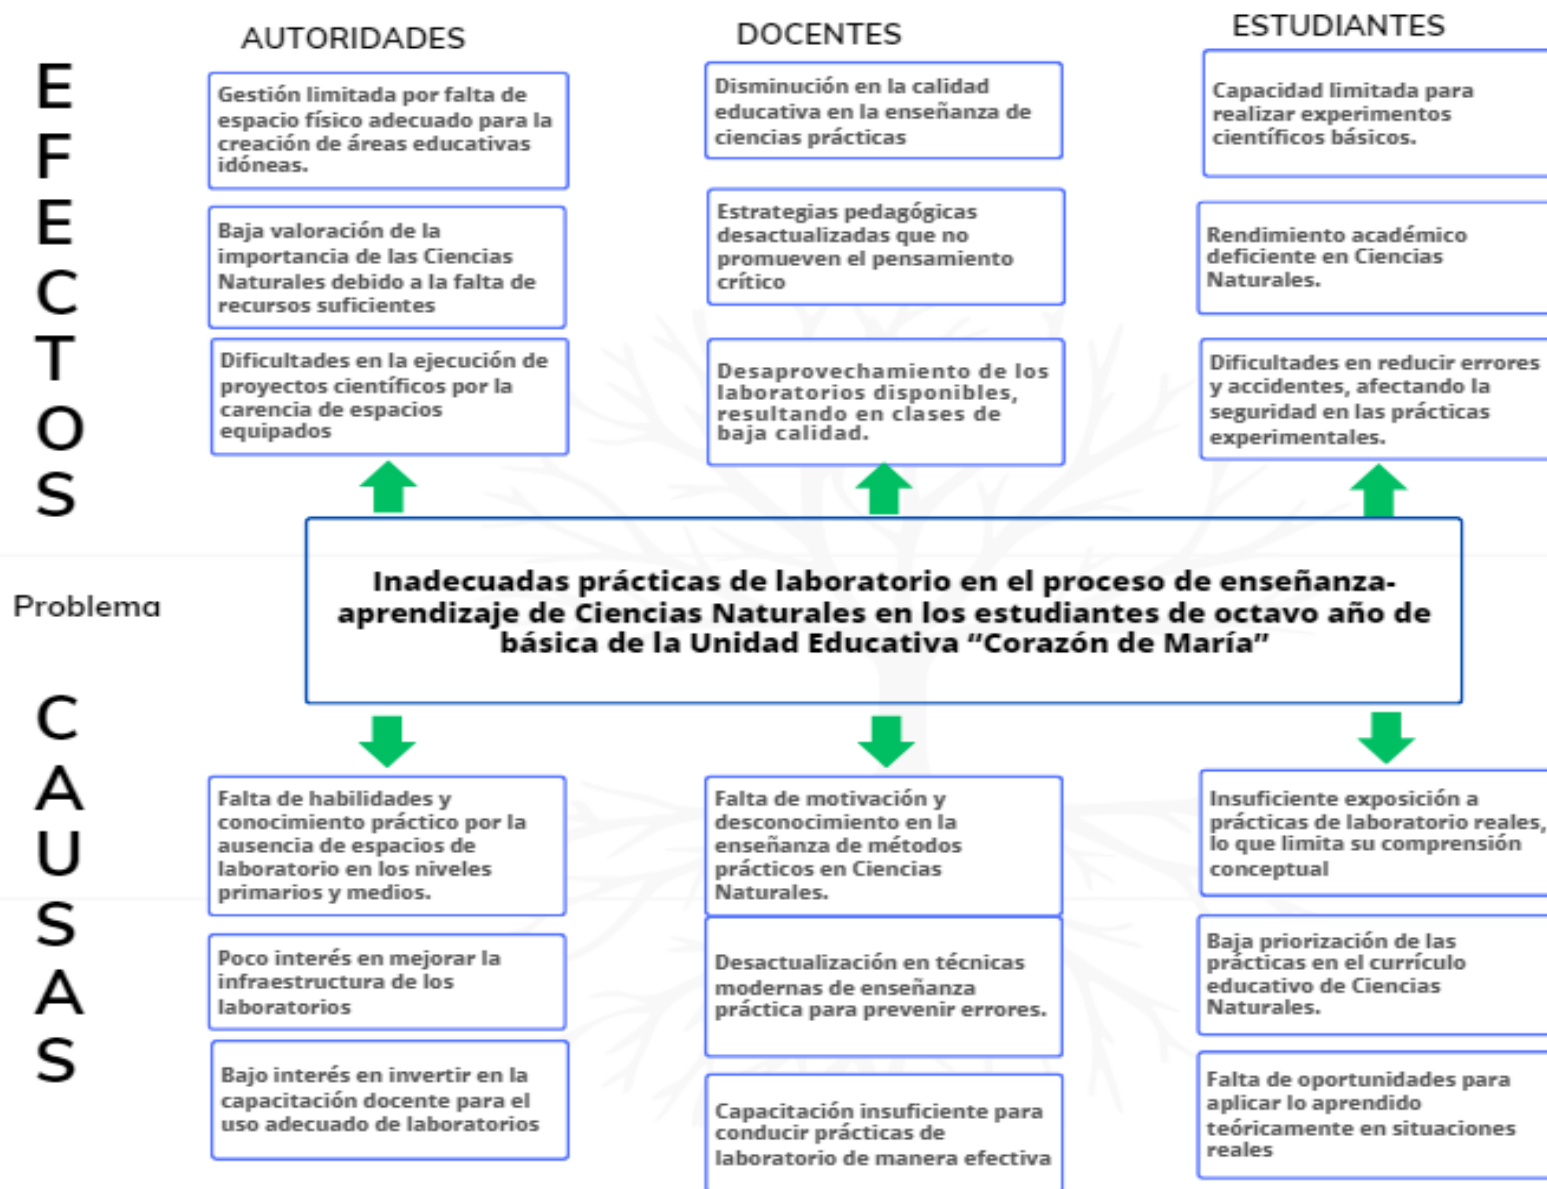 AUTORIDADES
DOCENTES
ESTUDIANTES
EFECTOS
Gestión limitada por falta de
espacio físico adecuado para la
creación de áreas educativas
idóneas.
Disminución en la calidad
educativa en la enseñanza de
ciencias prácticas
Capacidad limitada para
realizar experimentos
científicos básicos.
Baja valoración de la
importancia de las Ciencias
Naturales debido a la falta de
recursos suficientes
Estrategias pedagógicas
desactualizadas que no
promueven el pensamiento
crítico
Rendimiento académico
deficiente en Ciencias
Naturales.
Dificultades en la ejecución de
proyectos científicos por la
carencia de espacios
equipados
Desaprovechamiento de los
laboratorios disponibles,
resultando en clases de
baja calidad.
Dificultades en reducir errores
y accidentes, afectando la
seguridad en las prácticas
experimentales.
Problema
Inadecuadas prácticas de laboratorio en el proceso de enseñanza-
aprendizaje de Ciencias Naturales en los estudiantes de octavo año de
básica de la Unidad Educativa “Corazón de María”
CAUSAS
Falta de habilidades y
conocimiento práctico por la
ausencia de espacios de
laboratorio en los niveles
primarios y medios.
Falta de motivación y
desconocimiento en la
enseñanza de métodos
prácticos en Ciencias
Naturales.
Insuficiente exposición a
prácticas de laboratorio reales,
lo que limita su comprensión
conceptual
Poco interés en mejorar la
infraestructura de los
laboratorios
Desactualización en técnicas
modernas de enseñanza
práctica para prevenir errores.
Baja priorización de las
prácticas en el currículo
educativo de Ciencias
Naturales.
Bajo interés en invertir en la
capacitación docente para el
uso adecuado de laboratorios
Capacitación insuficiente para
conducir prácticas de
laboratorio de manera efectiva
Falta de oportunidades para
aplicar lo aprendido
teóricamente en situaciones
reales